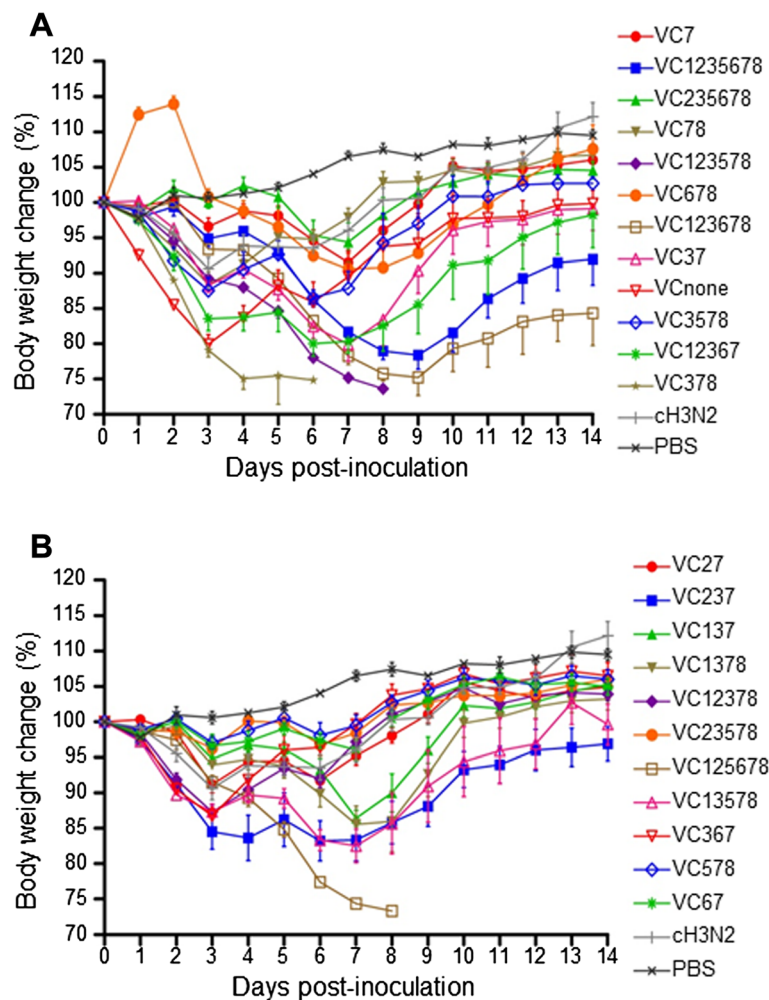 A
Body weight change (%)
120
115
110
105
100
95
90
85
80
75
70
0 1 2 3 4 5 6 7 8 9 10 11 12 13 14
Days post-inoculation
VC7
VC1235678
VC235678
VC78
VC123578
VC678
VC123678
VC37
VCnone
VC3578
VC12367
VC378
cH3N2
PBS
B
Body weight change (%)
120
115
110
105
100
95
90
85
80
75
70
0 1 2 3 4 5 6 7 8 9 10 11 12 13 14
Days post-inoculation
VC27
VC237
VC137
VC1378
VC12378
VC23578
VC125678
VC13578
VC367
VC578
VC67
cH3N2
PBS